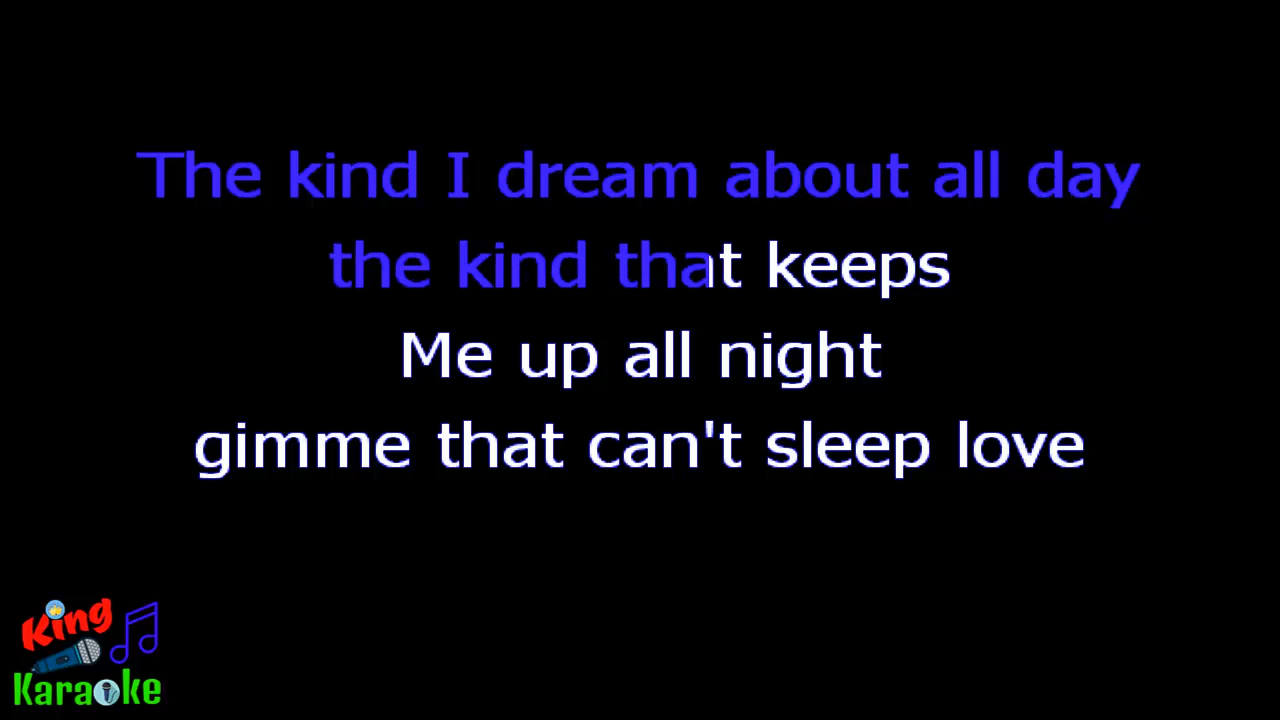 The kind I dream about all day
the kind that keeps
Me up all night
gimme that can't sleep love
King
Karaoke